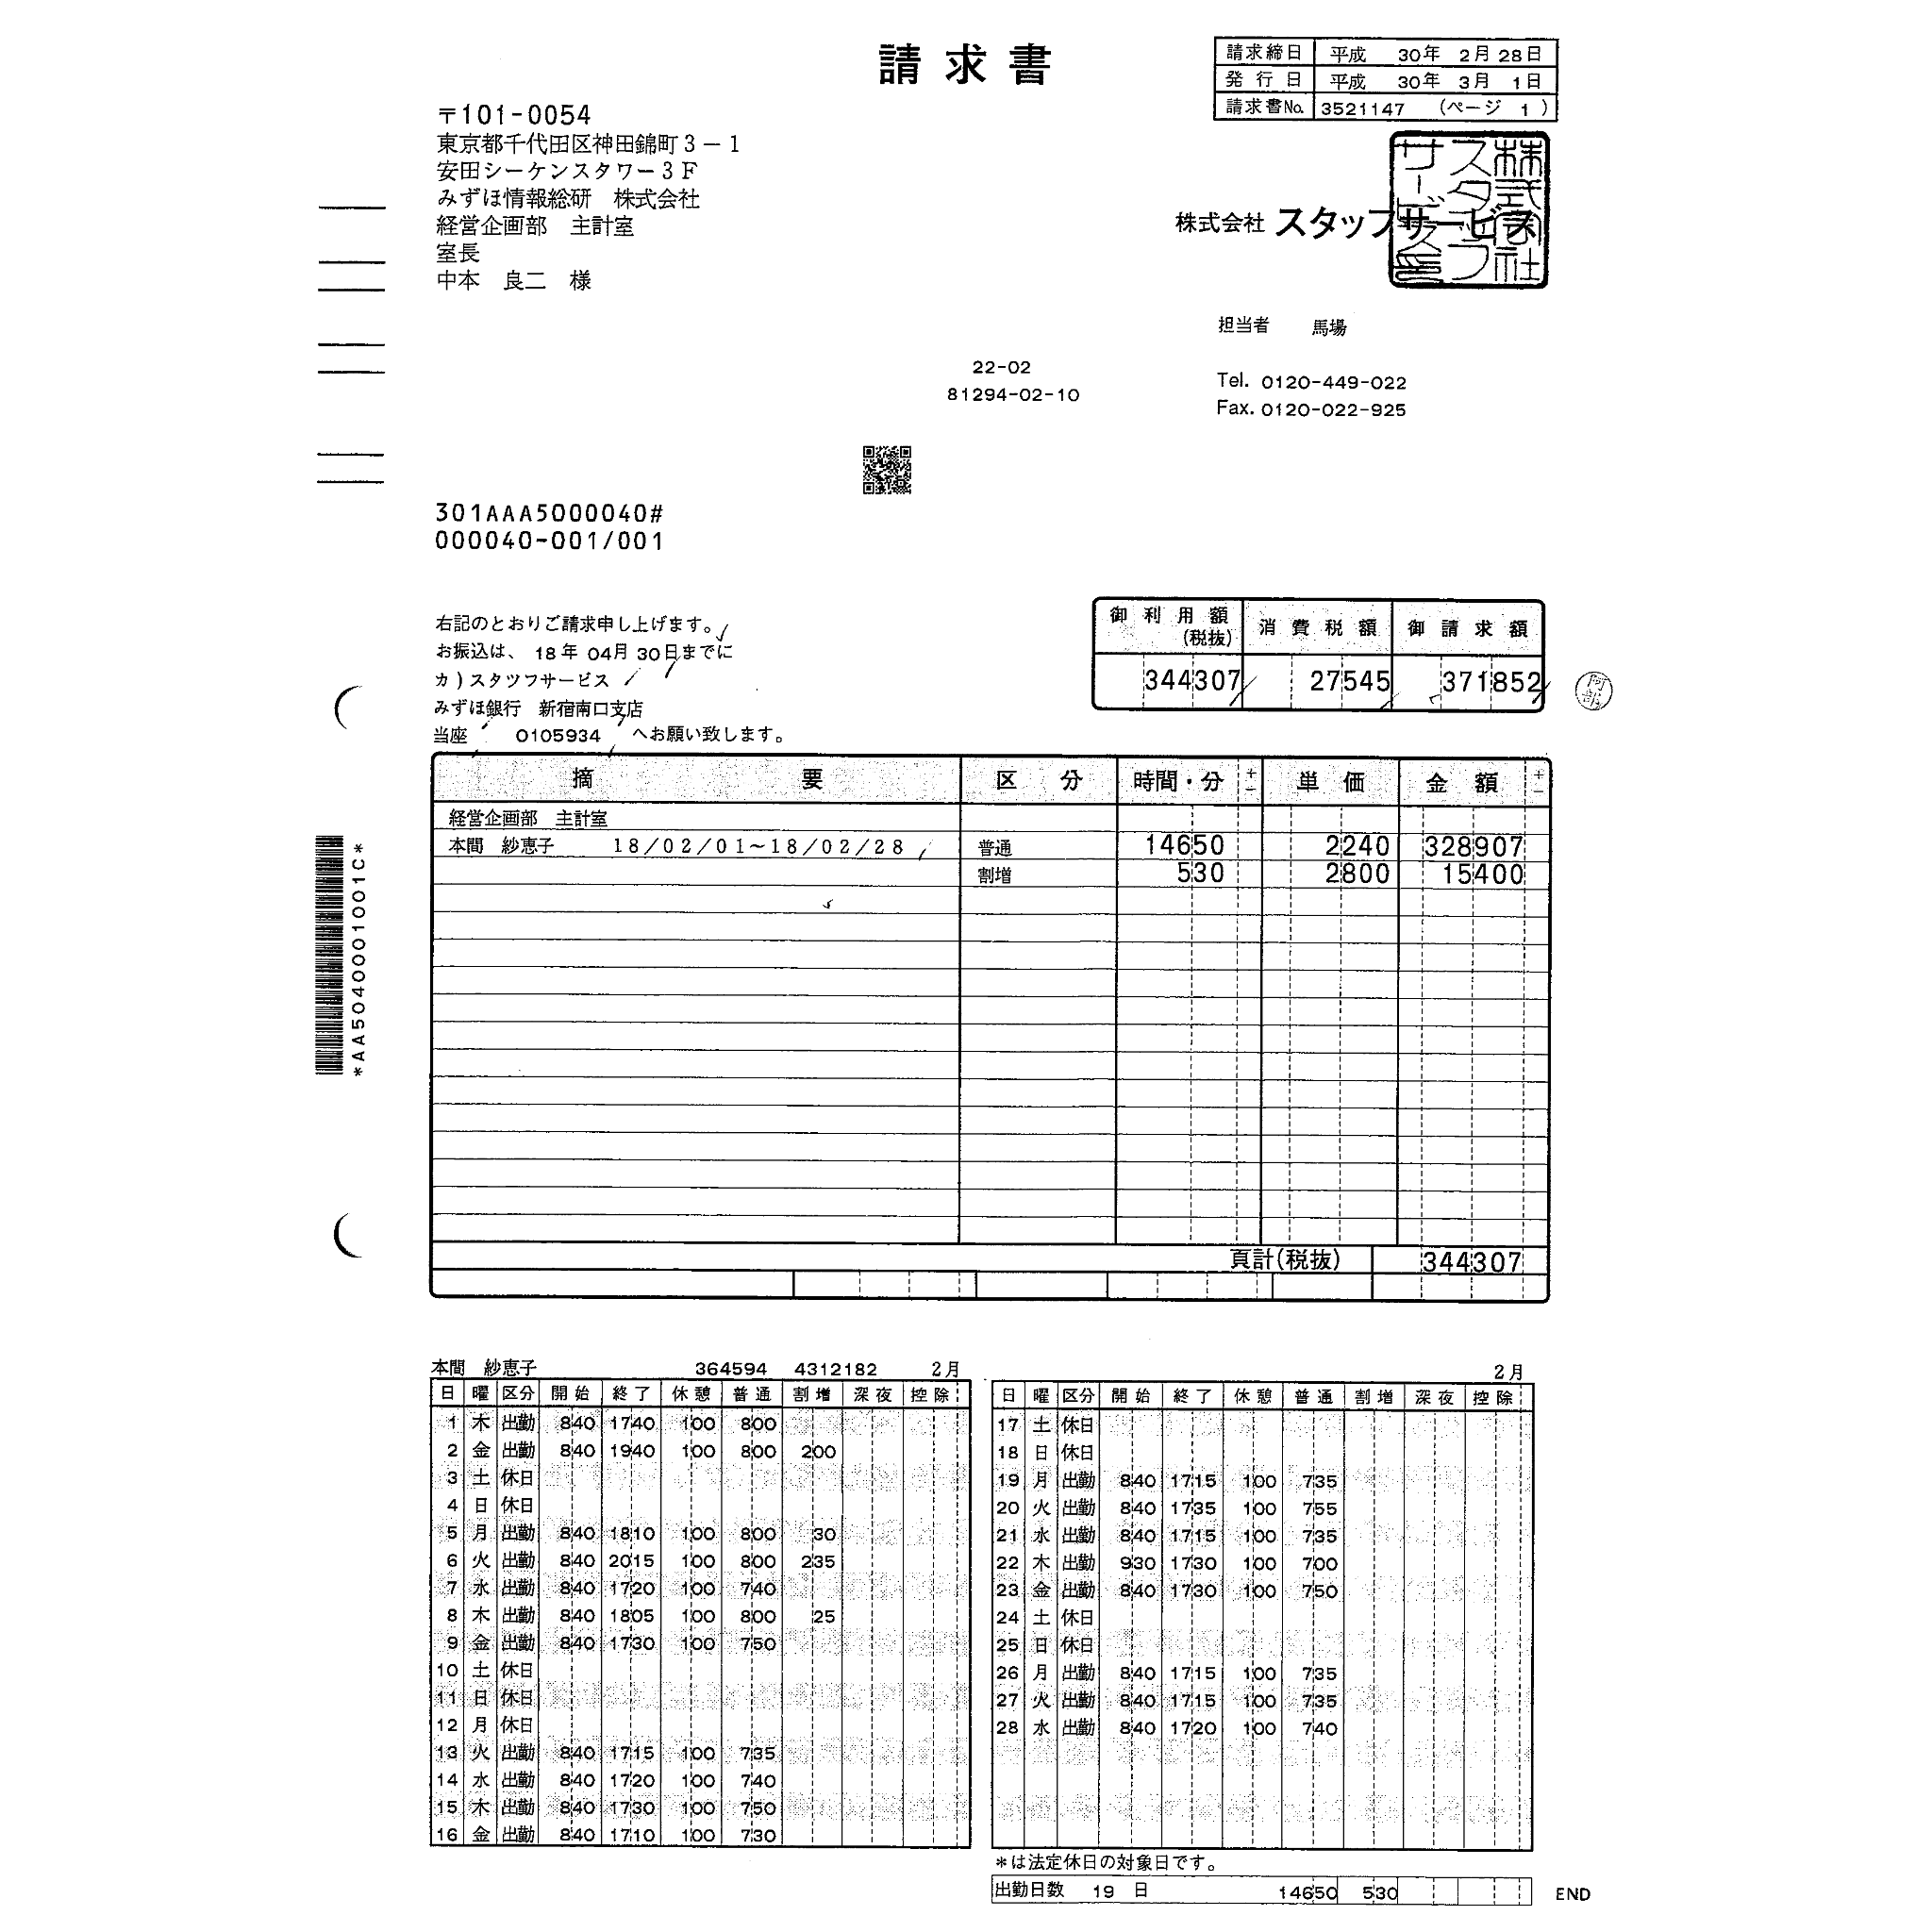 請求書
請求締日 平成 30年 2月 28日
発行日 平成 30年 3月 1日
請求書No. 3521147 (ページ 1)
〒101-0054
東京都千代田区神田錦町3－1
安田シーケンスタワー3F
みずほ情報総研 株式会社
経営企画部 主計室
室長
中本 良二 様
株式会社 スタッフサービス
担当者 馬場
22-02
81294-02-10
Tel. 0120-449-022
Fax. 0120-022-925
301AAA5000040#
000040-001/001
右記のとおりご請求申し上げます。
お振込は、 18年 04月 30日までに
カ)スタツフサービス
みずほ銀行 新宿南口支店
当座 0105934 へお願い致します。
御利用額(税抜) 消費税額 御請求額
344307 27545 371852
阿部
摘要 区分 時間・分 +- 単価 金額 +-
経営企画部 主計室
本間 紗恵子 18/02/01~18/02/28 普通 14650 2240 328907
割増 530 2800 15400
頁計(税抜) 344307
*AA5040001001C*
本間 紗恵子 364594 4312182 2月
日 曜 区分 開始 終了 休憩 普通 割増 深夜 控除
1 木 出勤 840 1740 100 800
2 金 出勤 840 1940 100 800 200
3 土 休日
4 日 休日
5 月 出勤 840 1810 100 800 30
6 火 出勤 840 2015 100 800 235
7 水 出勤 840 1720 100 740
8 木 出勤 840 1805 100 800 25
9 金 出勤 840 1730 100 750
10 土 休日
11 日 休日
12 月 休日
13 火 出勤 840 1715 100 735
14 水 出勤 840 1720 100 740
15 木 出勤 840 1730 100 750
16 金 出勤 840 1710 100 730
2月
日 曜 区分 開始 終了 休憩 普通 割増 深夜 控除
17 土 休日
18 日 休日
19 月 出勤 840 1715 100 735
20 火 出勤 840 1735 100 755
21 水 出勤 840 1715 100 735
22 木 出勤 930 1730 100 700
23 金 出勤 840 1730 100 750
24 土 休日
25 日 休日
26 月 出勤 840 1715 100 735
27 火 出勤 840 1715 100 735
28 水 出勤 840 1720 100 740
*は法定休日の対象日です。
出勤日数 19 日 14650 530
END